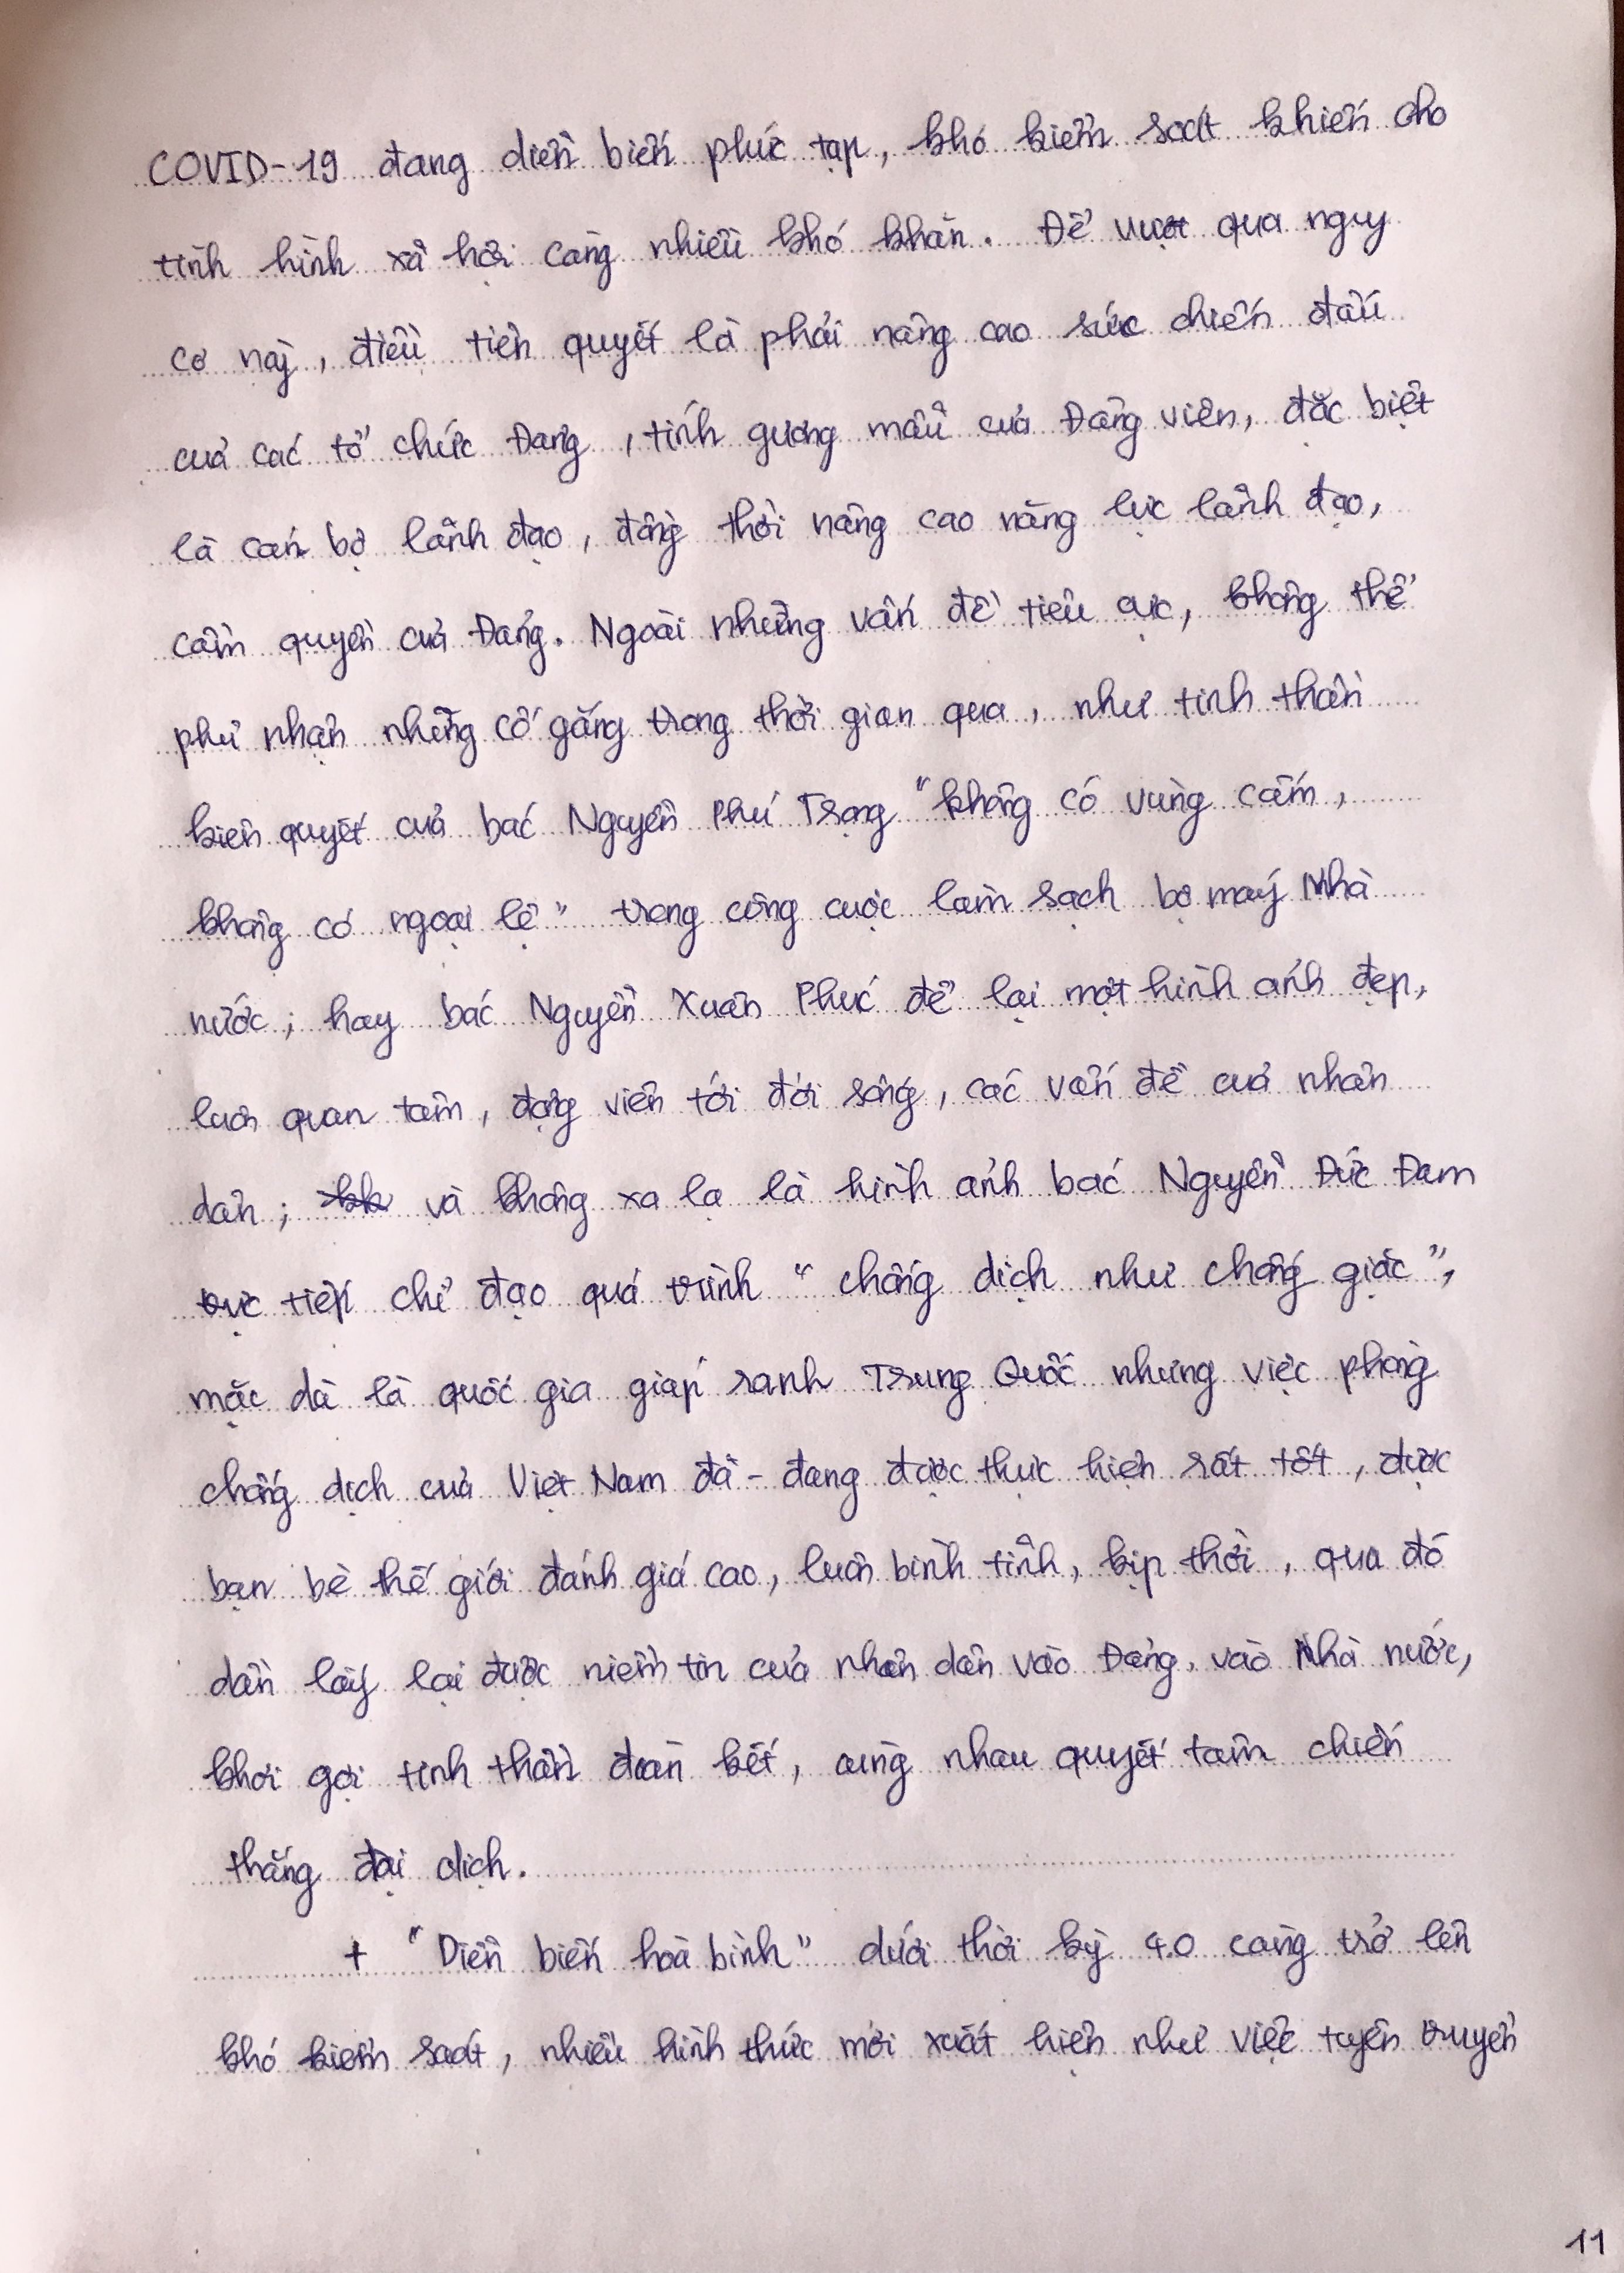 COVID-19 đang diễn biến phức tạp, khó kiểm soát khiến cho
tình hình xã hội càng nhiều khó khăn. Để vượt qua nguy
cơ này, điều tiên quyết là phải nâng cao sức chiến đấu
của các tổ chức Đảng, tính gương mẫu của Đảng viên, đặc biệt
là cán bộ lãnh đạo, đồng thời nâng cao năng lực lãnh đạo,
cầm quyền của Đảng. Ngoài những vấn đề tiêu cực, không thể
phủ nhận những cố gắng trong thời gian qua, như tinh thần
kiên quyết của bác Nguyễn Phú Trọng "không có vùng cấm,
không có ngoại lệ" trong công cuộc làm sạch bộ máy Nhà
nước; hay bác Nguyễn Xuân Phúc để lại một hình ảnh đẹp,
luôn quan tâm, động viên tới đời sống, các vấn đề của nhân
dân; và không xa lạ là hình ảnh bác Nguyễn Đức Đam
trực tiếp chỉ đạo quá trình "chống dịch như chống giặc",
mặc dù là quốc gia giáp ranh Trung Quốc nhưng việc phòng
chống dịch của Việt Nam đã - đang được thực hiện rất tốt, được
bạn bè thế giới đánh giá cao, luôn bình tĩnh, kịp thời, qua đó
dần lấy lại được niềm tin của nhân dân vào Đảng, vào Nhà nước,
khơi gợi tinh thần đoàn kết, cùng nhau quyết tâm chiến
thắng đại dịch.
+ "Diễn biến hoà bình" dưới thời kỳ 4.0 càng trở lên
khó kiểm soát, nhiều hình thức mới xuất hiện như việc tuyên truyền
11